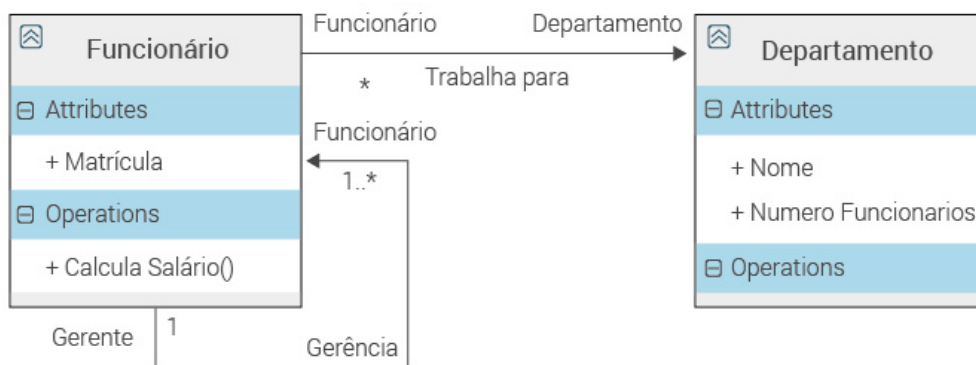 Funcionário
Attributes
+ Matrícula
Operations
+ Calcula Salário()
Funcionário
Departamento
*
Trabalha para
Funcionário
1..*
Gerente
1
Gerência
Departamento
Attributes
+ Nome
+ Numero Funcionarios
Operations